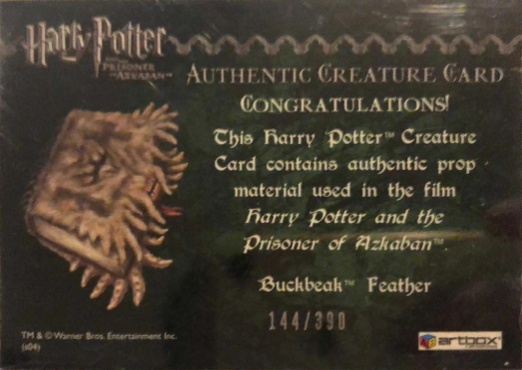 Harry Potter
AND THE
PRISONER
OF AZKABAN™
AUTHENTIC CREATURE CARD
CONGRATULATIONS!
This Harry Potter™ Creature
Card contains authentic prop
material used in the film
Harry Potter and the
Prisoner of Azkaban™.
Buckbeak™ Feather
144/390
TM & © Warner Bros. Entertainment Inc.
(s04)
artbox